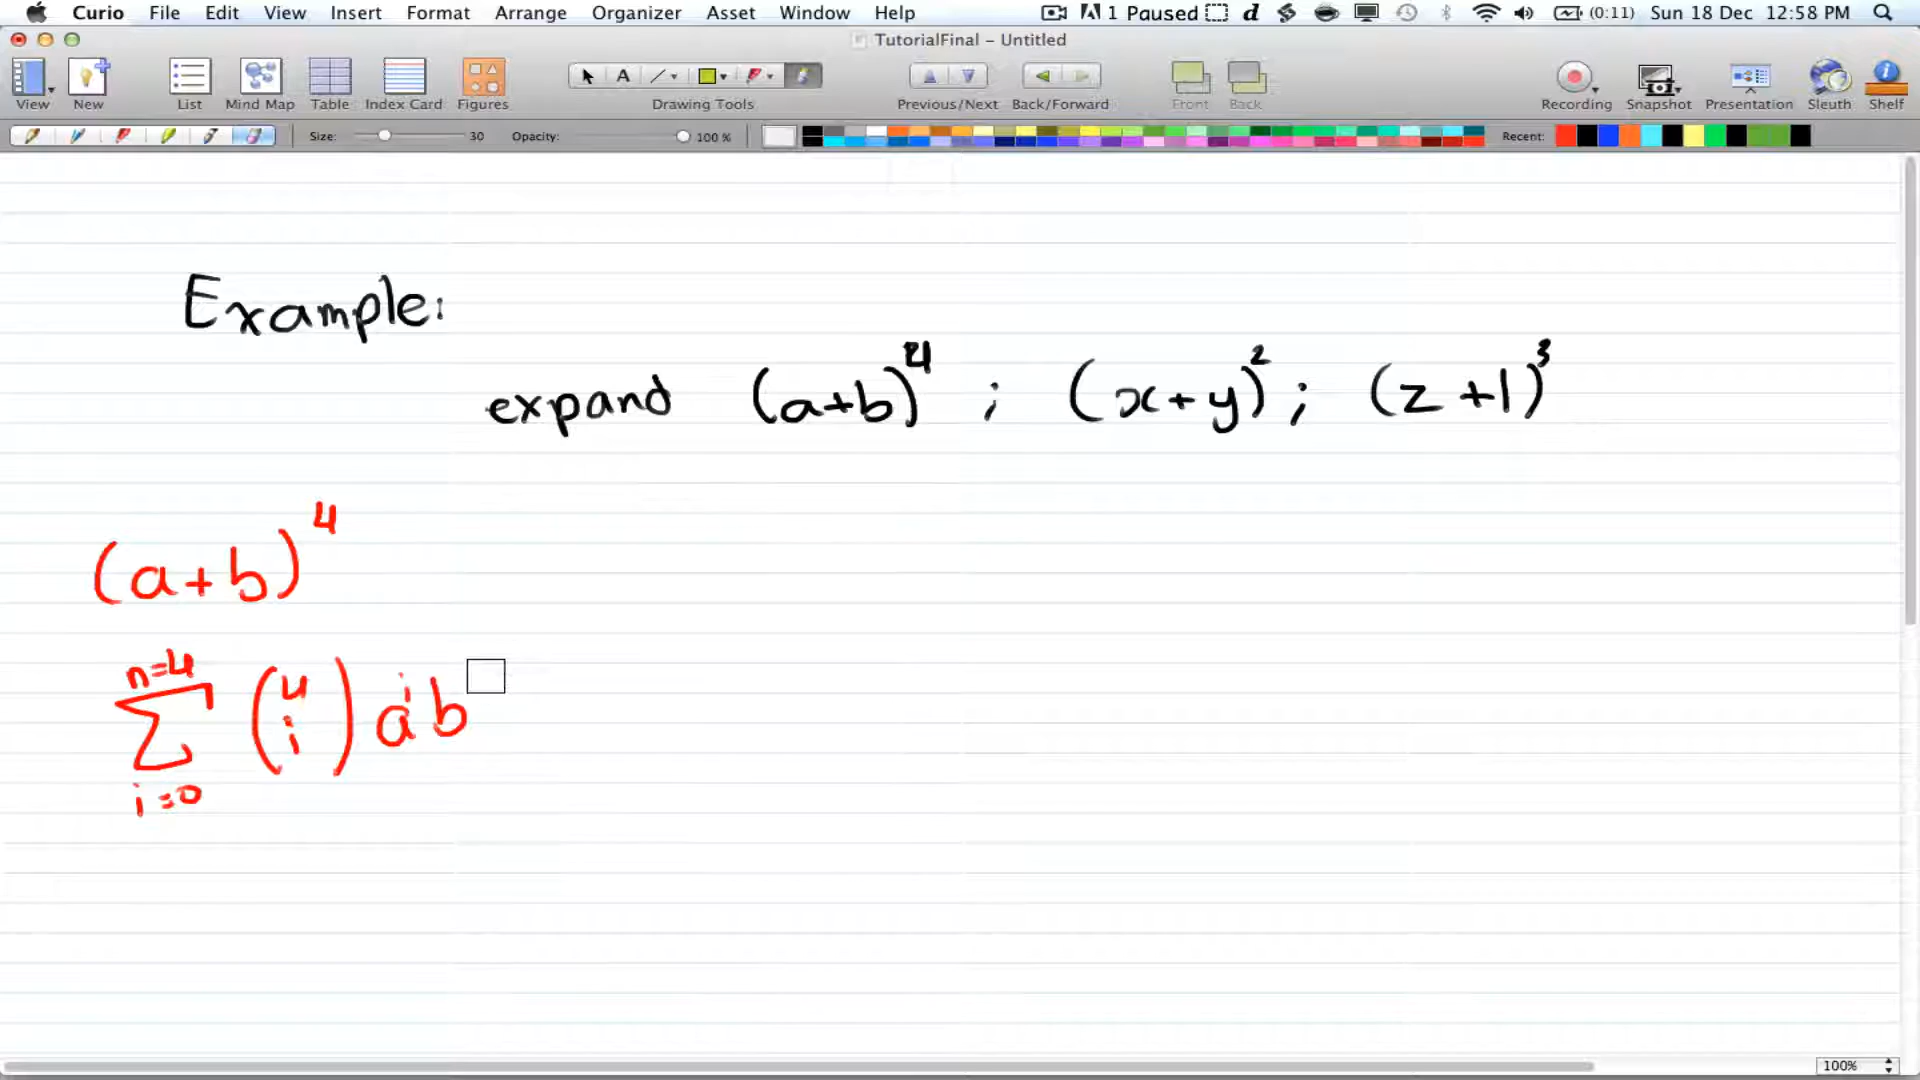 Curio File Edit View Insert Format Arrange Organizer Asset Window Help 1 Paused d (0:11) Sun 18 Dec 12:58 PM
TutorialFinal – Untitled
View New List Mind Map Table Index Card Figures Drawing Tools Previous/Next Back/Forward Front Back Recording Snapshot Presentation Sleuth Shelf
Size: 30 Opacity: 100 % Recent:
Example:
expand (a+b)^4 ; (x+y)^2 ; (z+1)^3
(a+b)^4
n=4
∑ (4 i) a^i b
i=0
100%